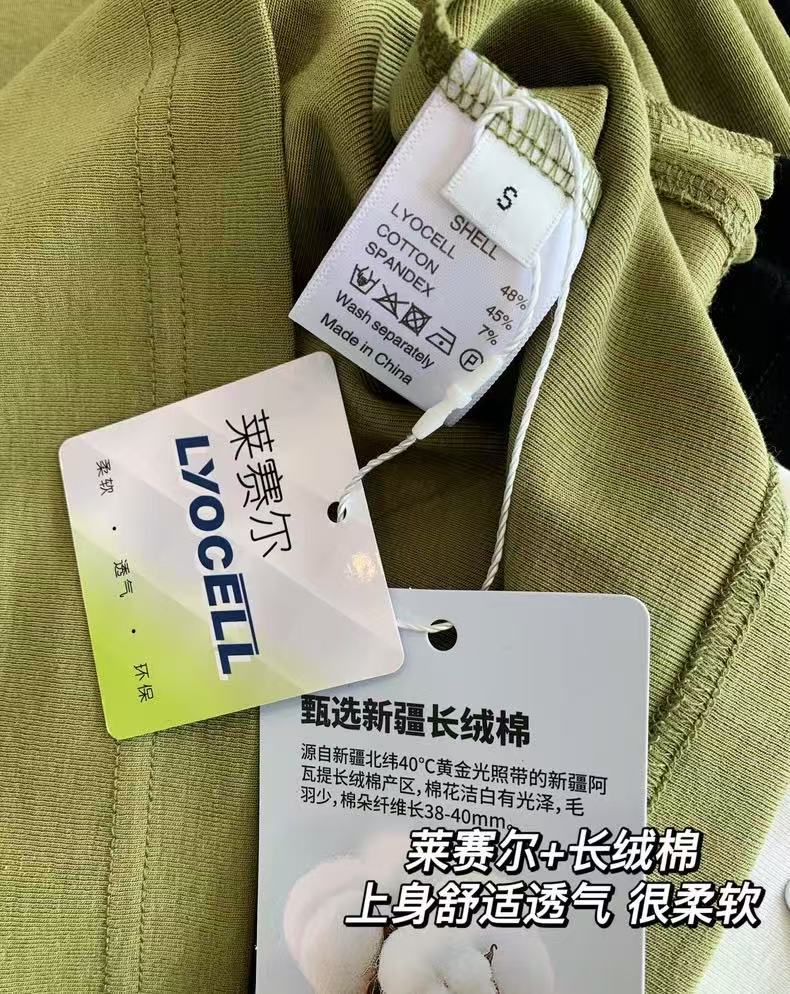 S
SHELL
LYOCELL 48%
COTTON 45%
SPANDEX 7%
P
Wash separately
Made in China
莱赛尔
LYOCELL
柔软 · 透气 · 环保
甄选新疆长绒棉
源自新疆北纬40℃黄金光照带的新疆阿
瓦提长绒棉产区,棉花洁白有光泽,毛
羽少,棉朵纤维长38-40mm。
莱赛尔+长绒棉
上身舒适透气 很柔软